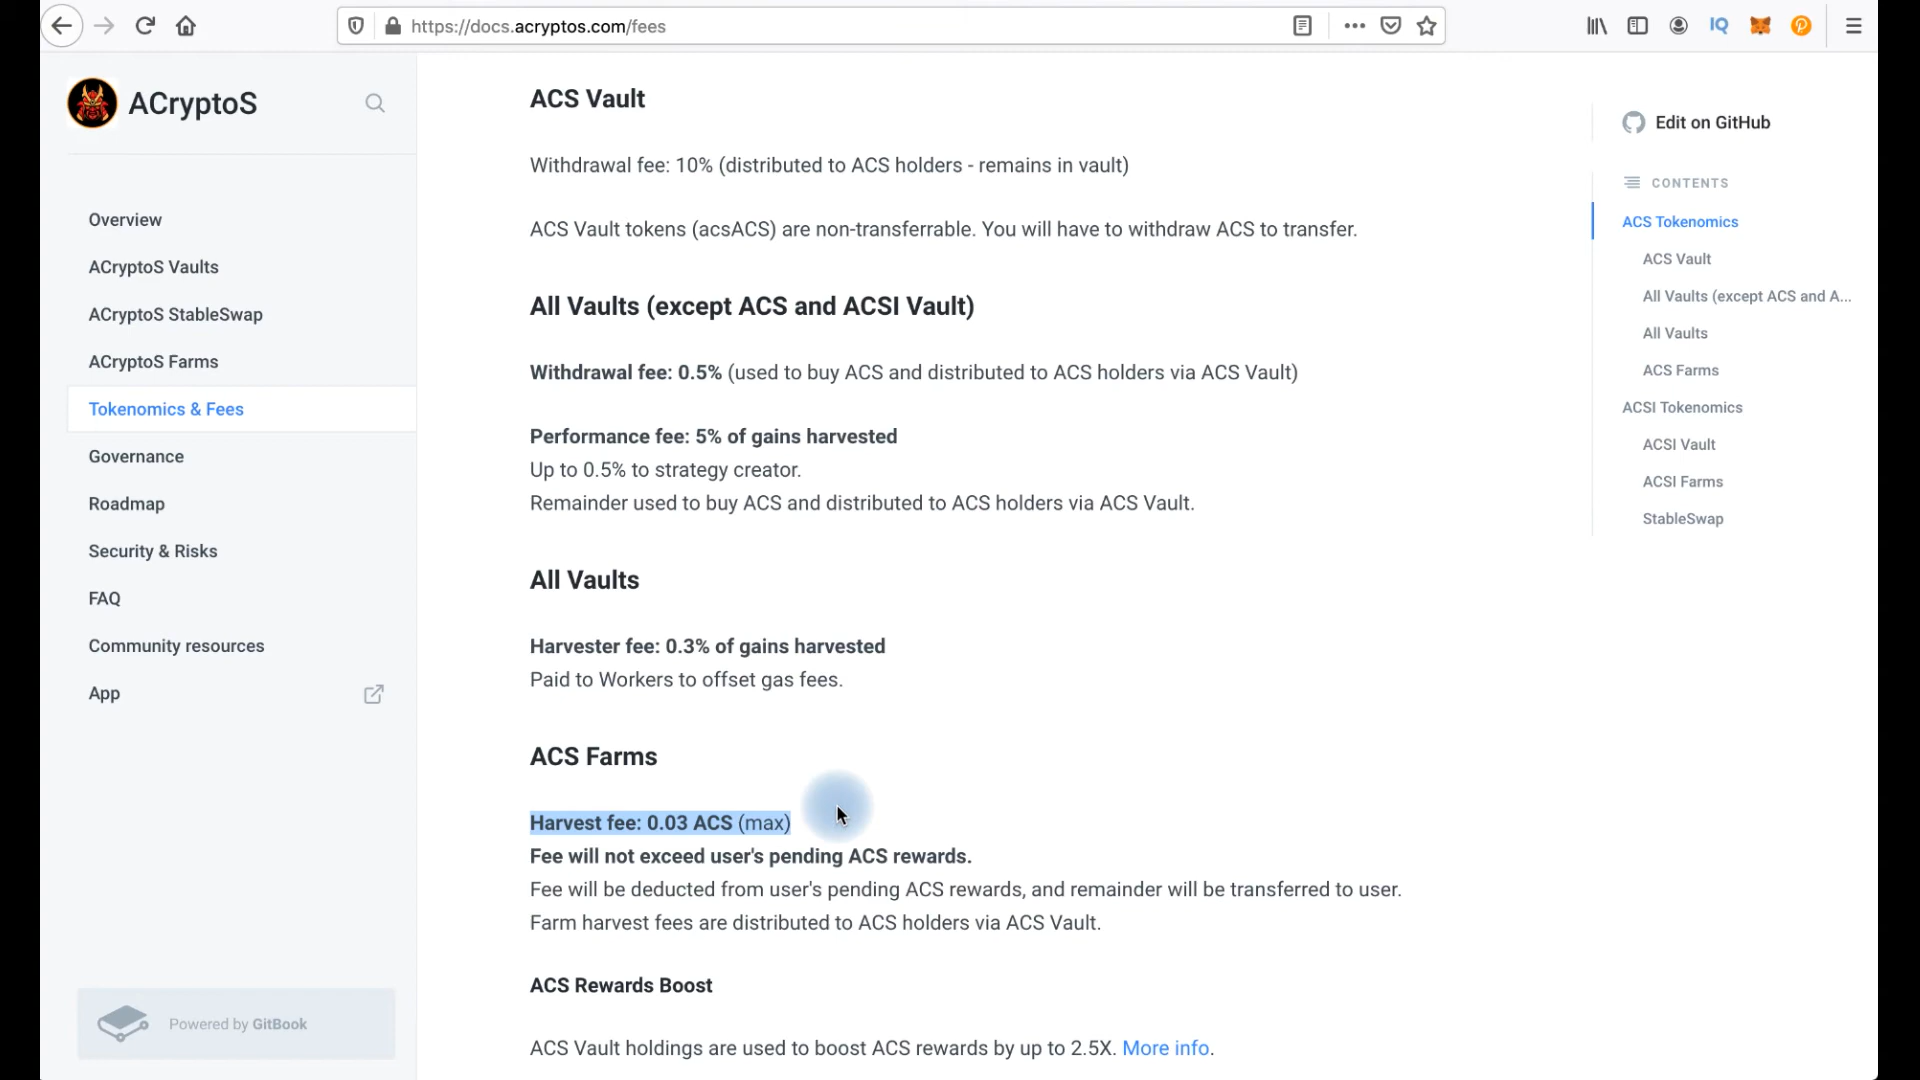 https://docs.acryptos.com/fees
IQ
ACryptoS
Overview
ACryptoS Vaults
ACryptoS StableSwap
ACryptoS Farms
Tokenomics & Fees
Governance
Roadmap
Security & Risks
FAQ
Community resources
App
Powered by GitBook
ACS Vault
Withdrawal fee: 10% (distributed to ACS holders - remains in vault)
ACS Vault tokens (acsACS) are non-transferrable. You will have to withdraw ACS to transfer.
All Vaults (except ACS and ACSI Vault)
Withdrawal fee: 0.5% (used to buy ACS and distributed to ACS holders via ACS Vault)
Performance fee: 5% of gains harvested
Up to 0.5% to strategy creator.
Remainder used to buy ACS and distributed to ACS holders via ACS Vault.
All Vaults
Harvester fee: 0.3% of gains harvested
Paid to Workers to offset gas fees.
ACS Farms
Harvest fee: 0.03 ACS (max)
Fee will not exceed user's pending ACS rewards.
Fee will be deducted from user's pending ACS rewards, and remainder will be transferred to user.
Farm harvest fees are distributed to ACS holders via ACS Vault.
ACS Rewards Boost
ACS Vault holdings are used to boost ACS rewards by up to 2.5X. More info.
Edit on GitHub
CONTENTS
ACS Tokenomics
ACS Vault
All Vaults (except ACS and A...
All Vaults
ACS Farms
ACSI Tokenomics
ACSI Vault
ACSI Farms
StableSwap